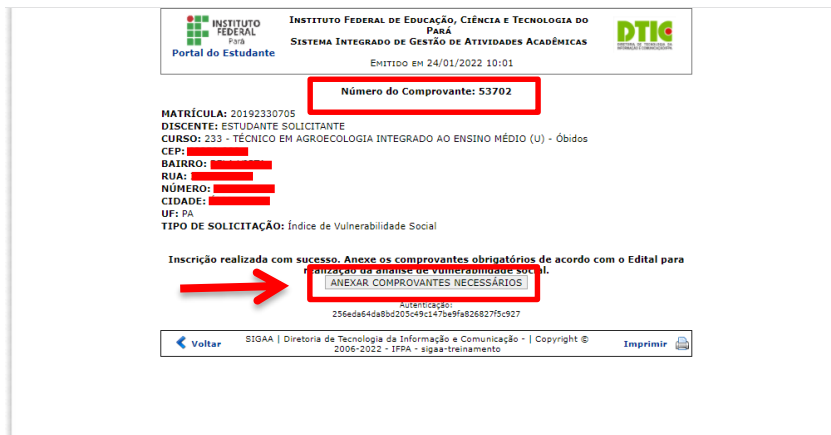 INSTITUTO
FEDERAL
Pará
Portal do Estudante
INSTITUTO FEDERAL DE EDUCAÇÃO, CIÊNCIA E TECNOLOGIA DO
PARÁ
SISTEMA INTEGRADO DE GESTÃO DE ATIVIDADES ACADÊMICAS
EMITIDO EM 24/01/2022 10:01
DTIC
Número do Comprovante: 53702
MATRÍCULA: 20192330705
DISCENTE: ESTUDANTE SOLICITANTE
CURSO: 233 - TÉCNICO EM AGROECOLOGIA INTEGRADO AO ENSINO MÉDIO (U) - Óbidos
CEP:
BAIRRO:
RUA:
NÚMERO:
CIDADE:
UF: PA
TIPO DE SOLICITAÇÃO: Índice de Vulnerabilidade Social
Inscrição realizada com sucesso. Anexe os comprovantes obrigatórios de acordo com o Edital para
realização da análise de vulnerabilidade social.
ANEXAR COMPROVANTES NECESSÁRIOS
Autenticação:
256eda64da8bd205c49c147be9fa826827f5c927
Voltar
SIGAA | Diretoria de Tecnologia da Informação e Comunicação - | Copyright ©
2006-2022 - IFPA - sigaa-treinamento
Imprimir